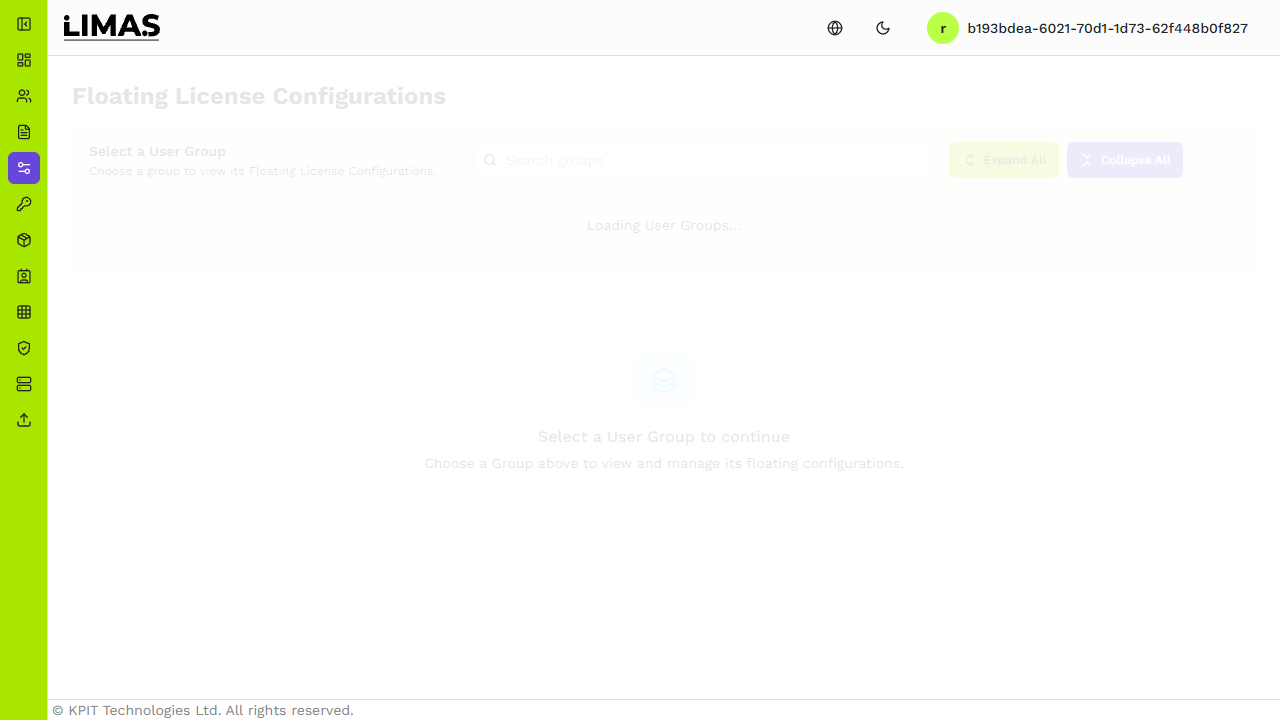 iLIMAS
r
b193bdea-6021-70d1-1d73-62f448b0f827
Floating License Configurations
Select a User Group
Choose a group to view its Floating License Configurations.
Search groups
Expand All
Collapse All
Loading User Groups...
Select a User Group to continue
Choose a Group above to view and manage its floating configurations.
© KPIT Technologies Ltd. All rights reserved.